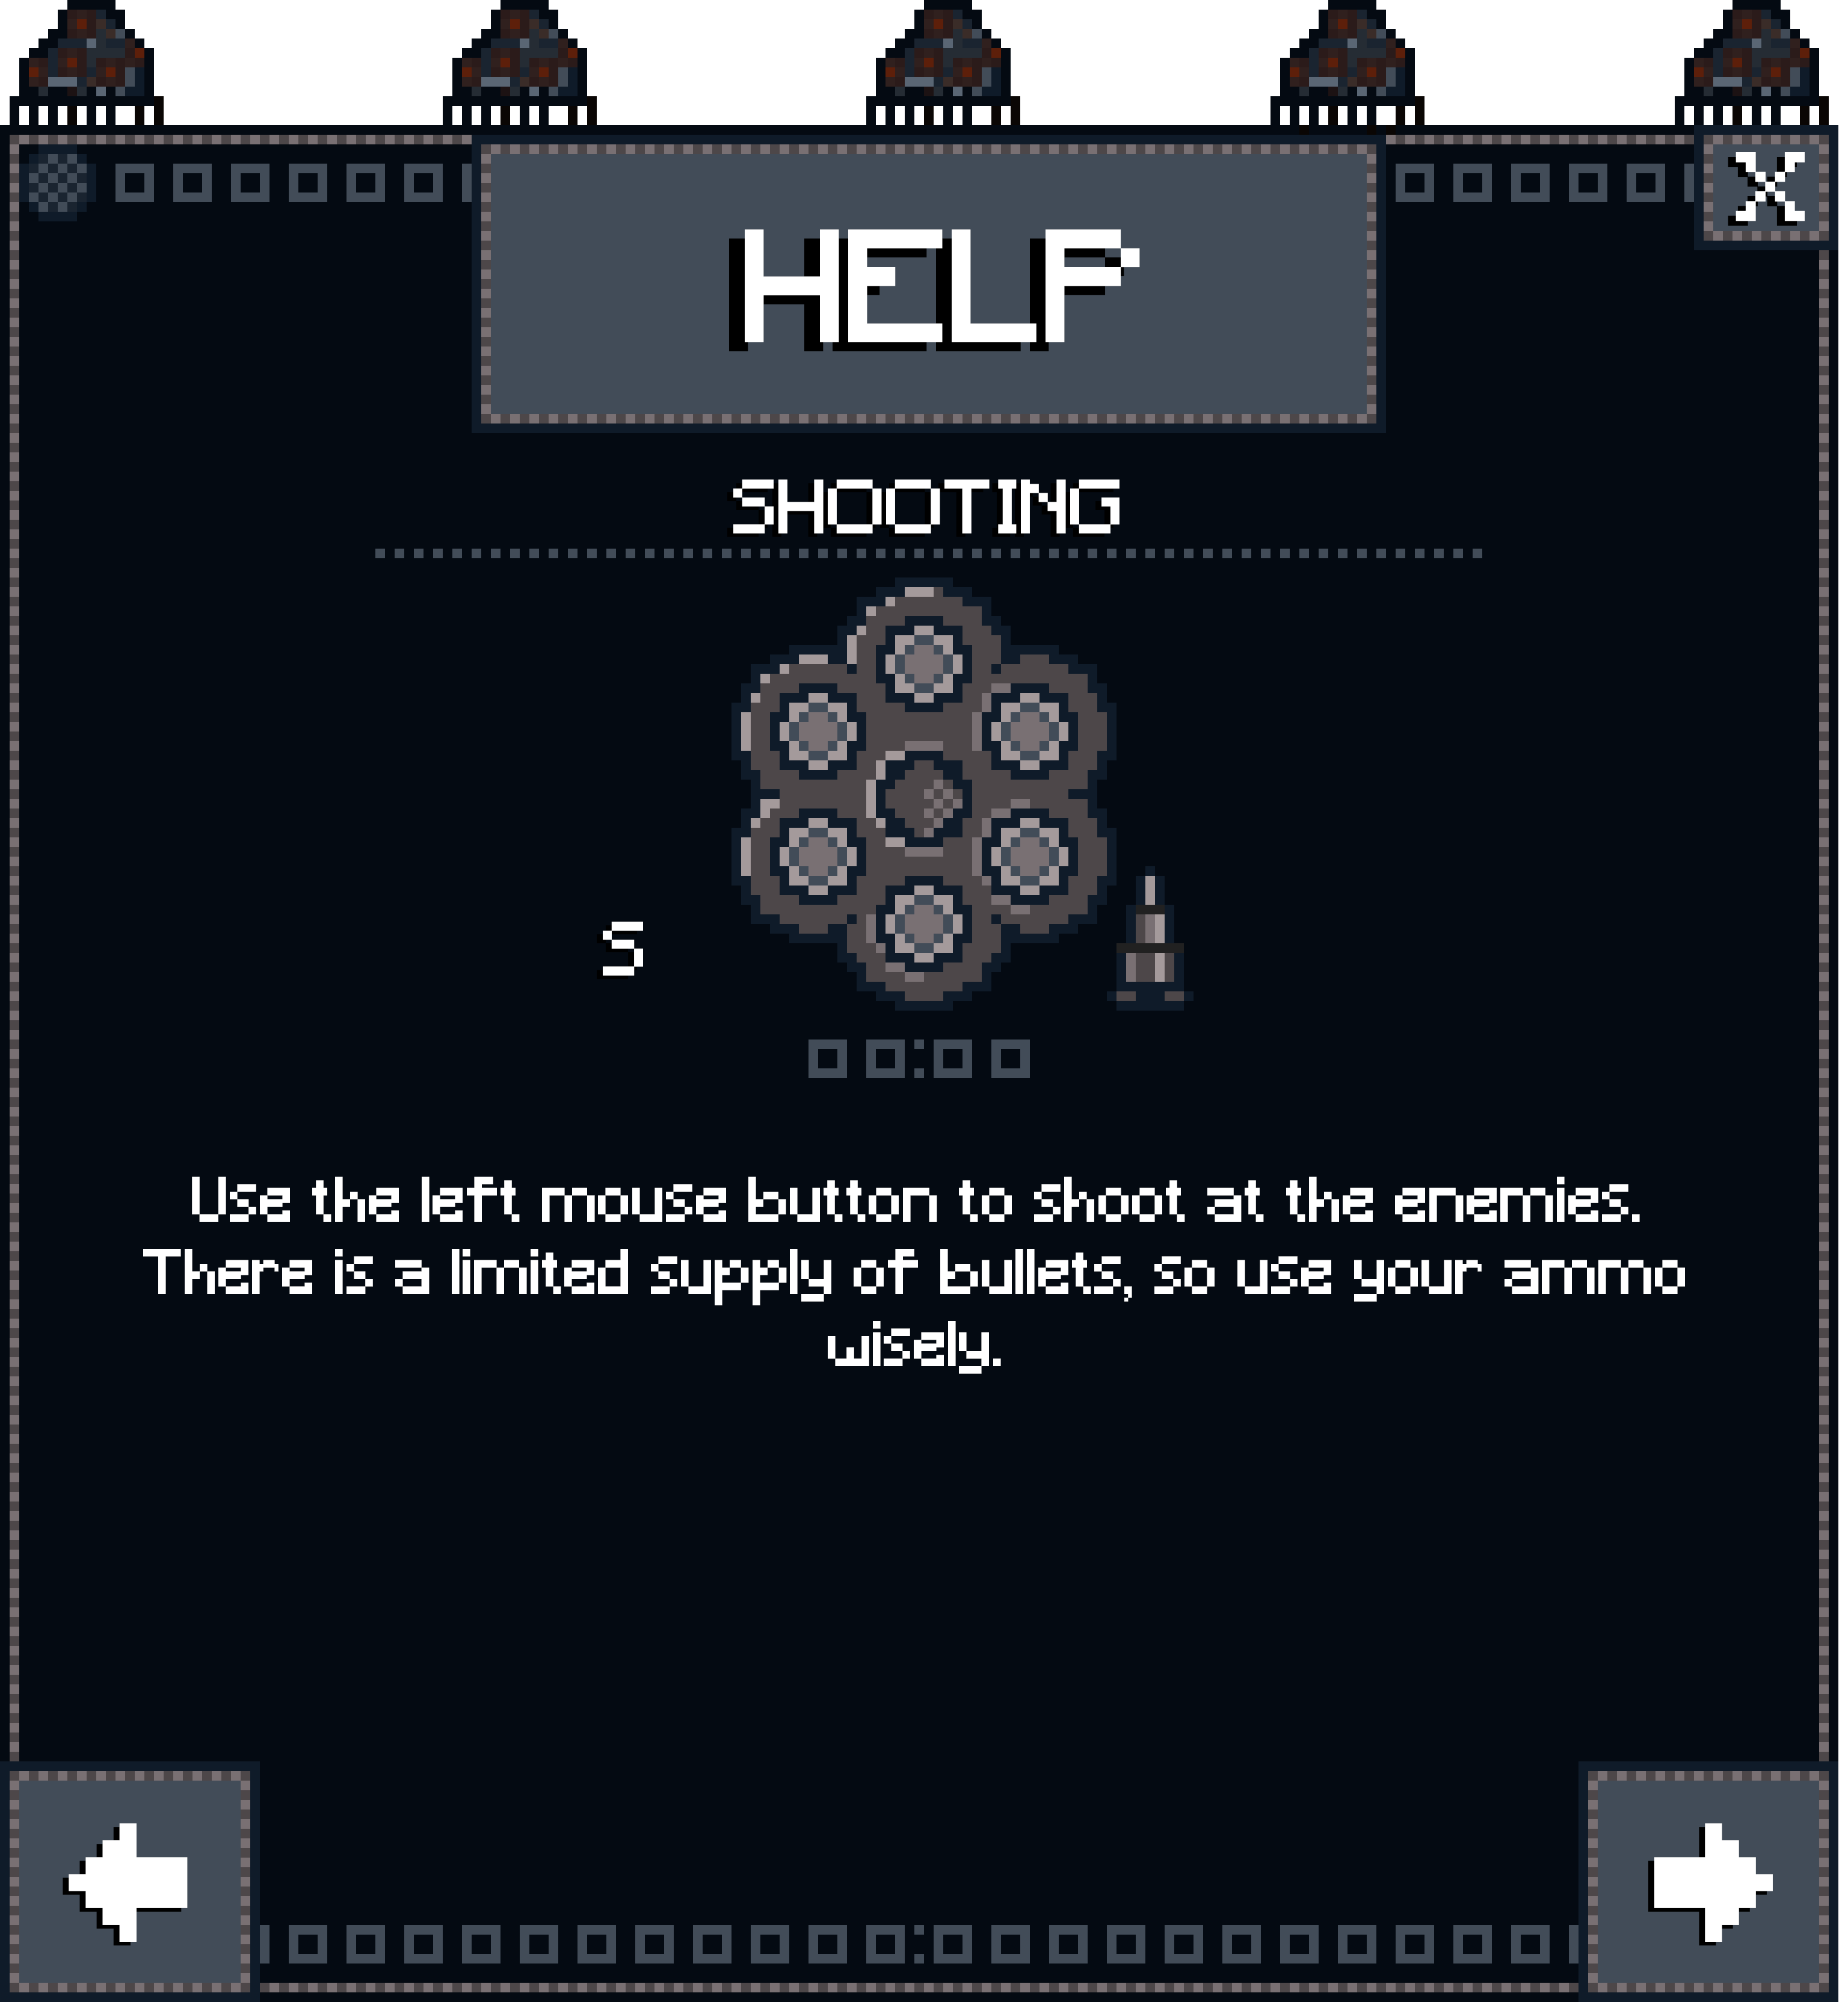 X
HELP
SHOOTING
S
Use the left mouse button to shoot at the enemies.
There is a limited supply of bullets, so use your ammo
wisely.